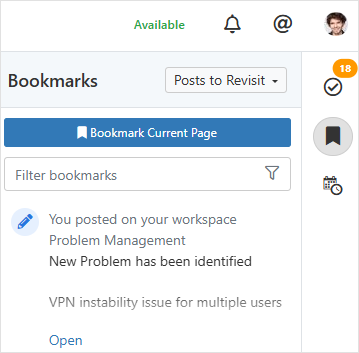 Available
@
18
Bookmarks
Posts to Revisit
Bookmark Current Page
Filter bookmarks
You posted on your workspace
Problem Management
New Problem has been identified
VPN instability issue for multiple users
Open